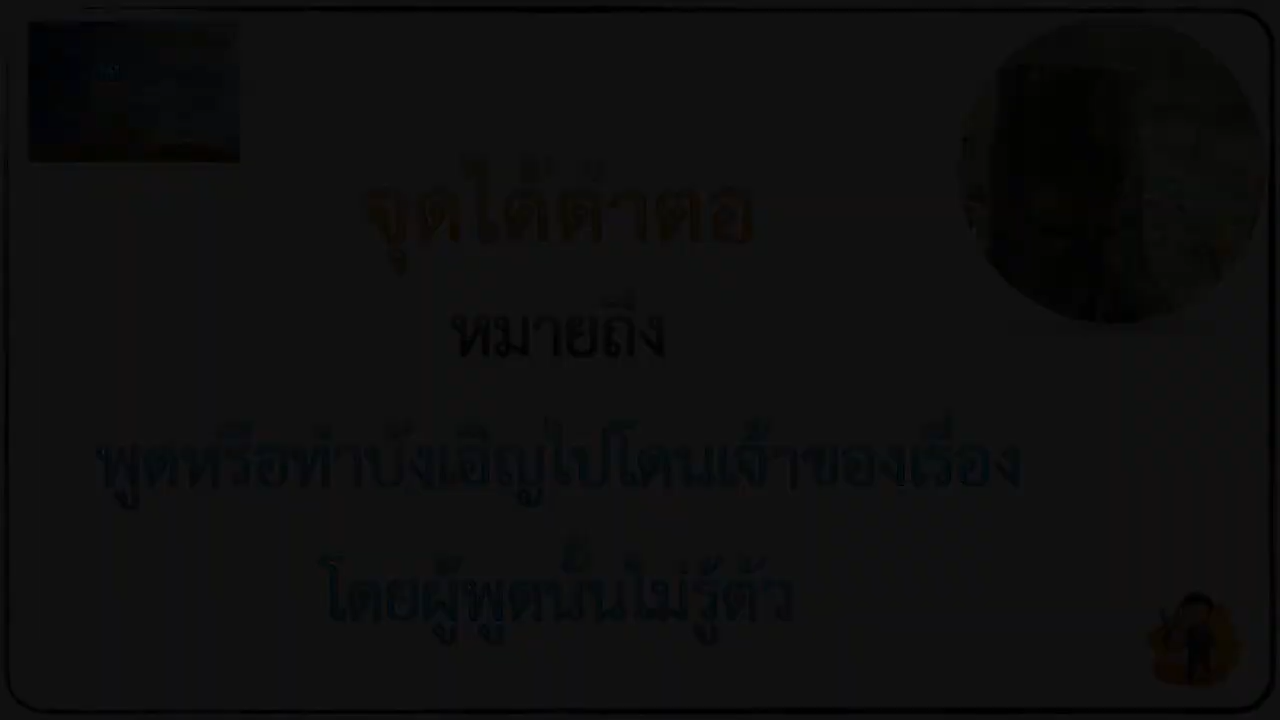 จุดไต้ตำตอ
หมายถึง
พูดหรือทำบังเอิญไปโดนเจ้าของเรื่อง
โดยผู้พูดนั้นไม่รู้ตัว